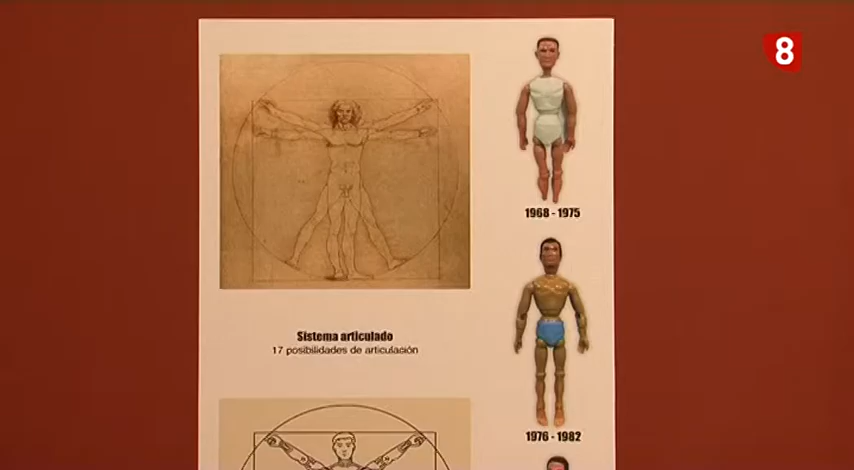 8
1968 - 1975
Sistema articulado
17 posibilidades de articulación
1976 - 1982